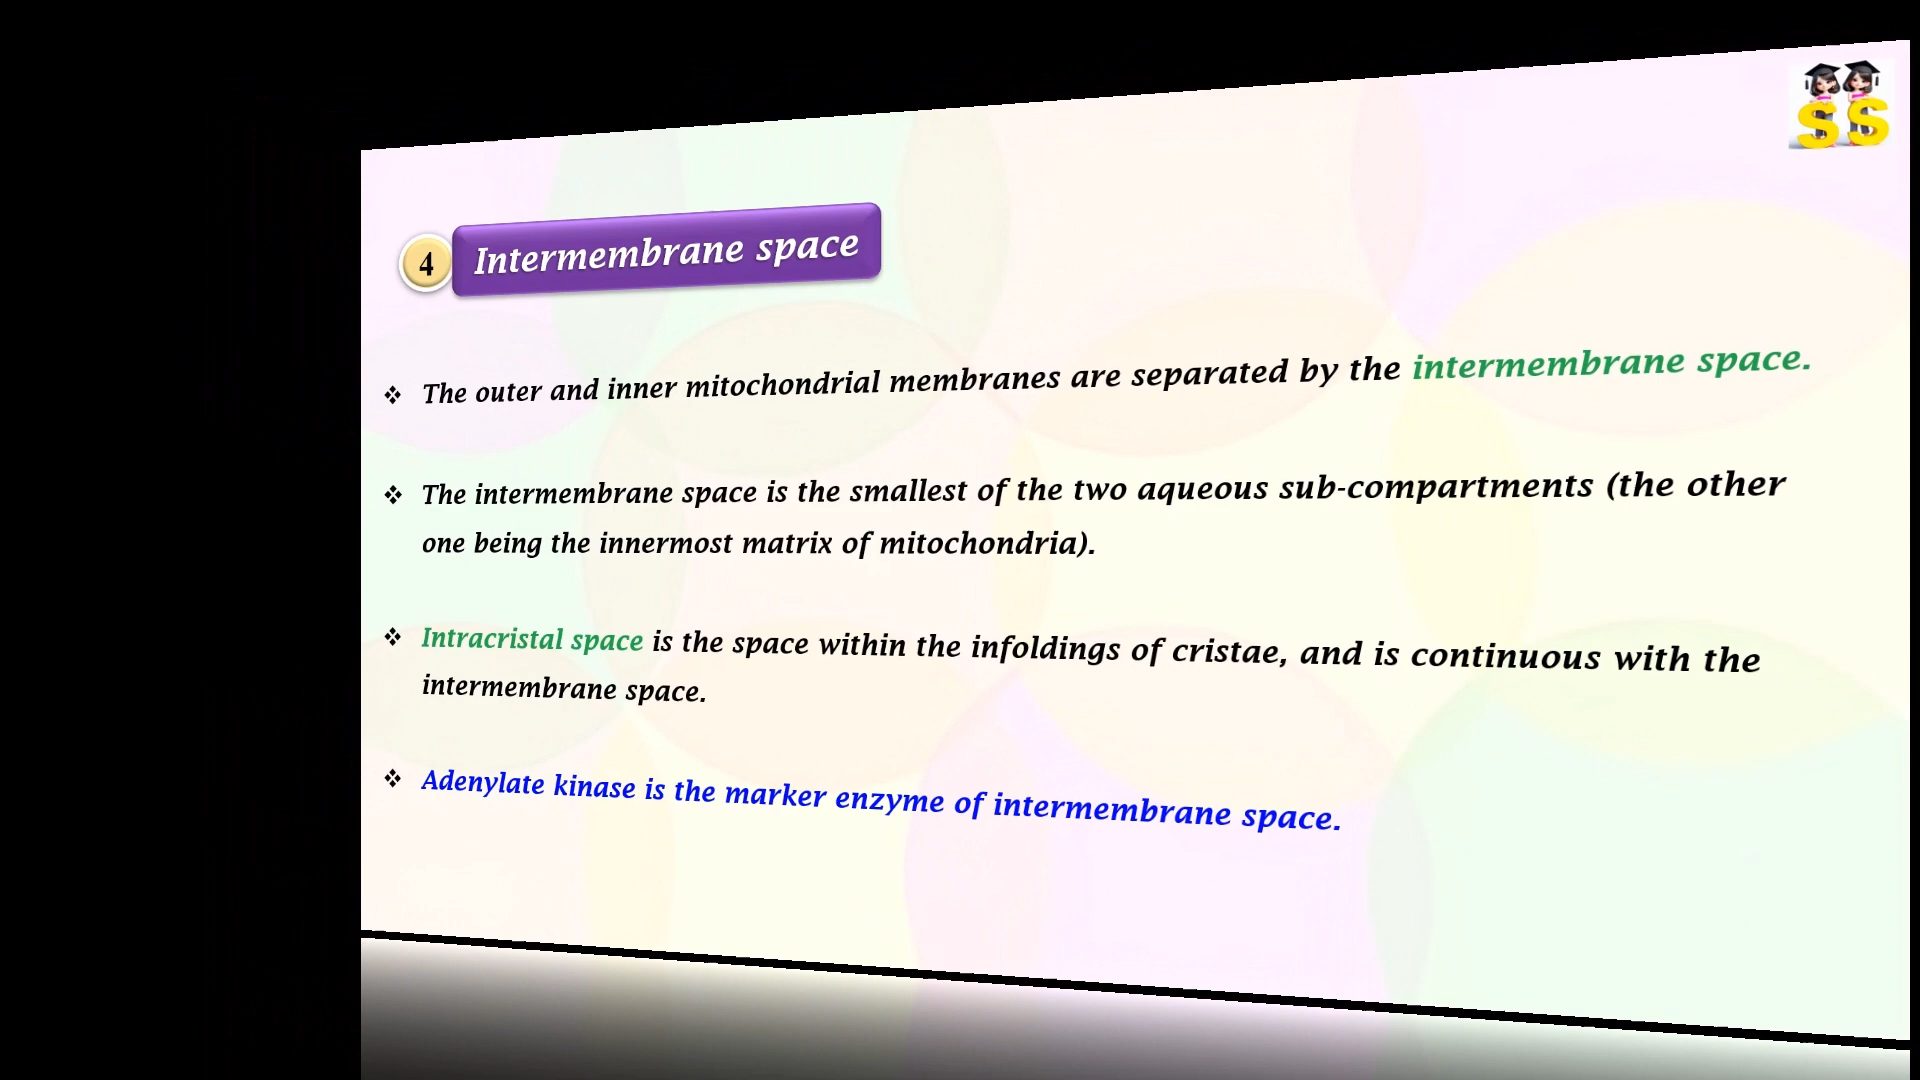 4 Intermembrane space
SS
❖ The outer and inner mitochondrial membranes are separated by the intermembrane space.
❖ The intermembrane space is the smallest of the two aqueous sub-compartments (the other
one being the innermost matrix of mitochondria).
❖ Intracristal space is the space within the infoldings of cristae, and is continuous with the
intermembrane space.
❖ Adenylate kinase is the marker enzyme of intermembrane space.